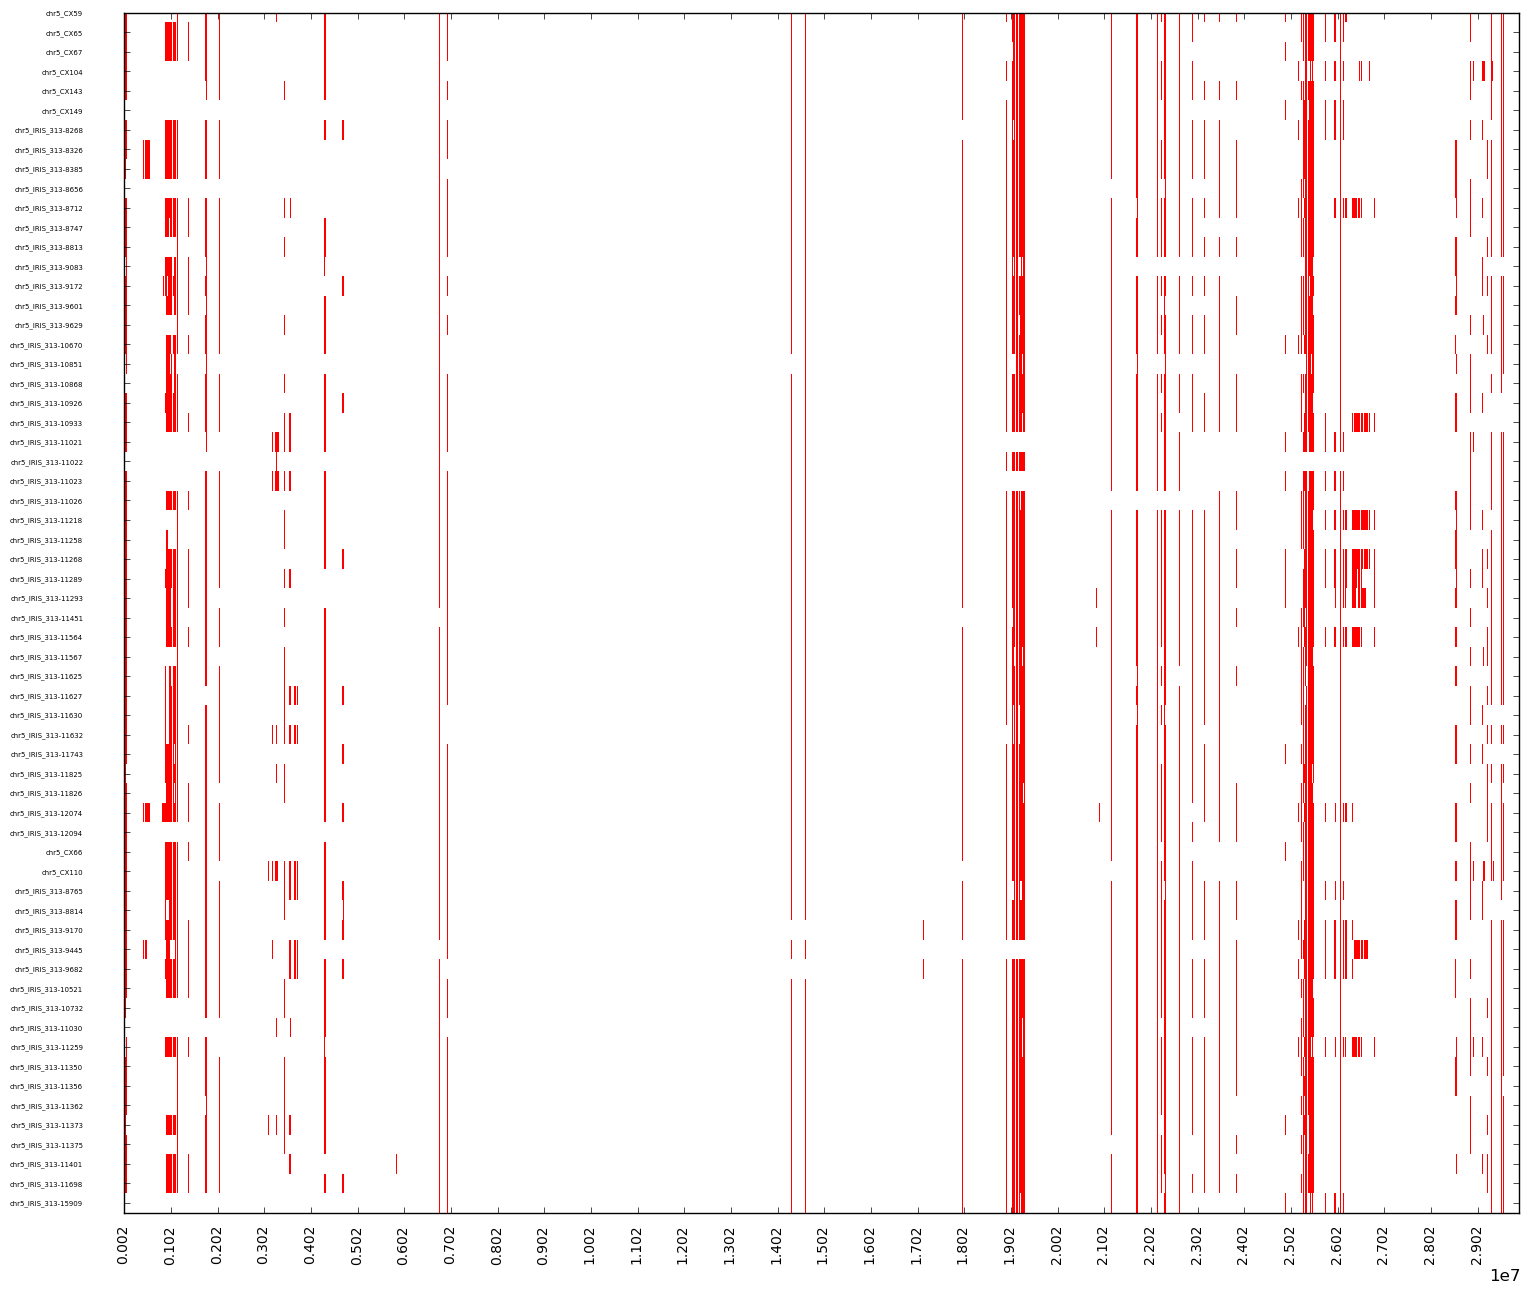 chr5_CX59
chr5_CX65
chr5_CX67
chr5_CX104
chr5_CX143
chr5_CX149
chr5_IRIS_313-8268
chr5_IRIS_313-8326
chr5_IRIS_313-8385
chr5_IRIS_313-8656
chr5_IRIS_313-8712
chr5_IRIS_313-8747
chr5_IRIS_313-8813
chr5_IRIS_313-9083
chr5_IRIS_313-9172
chr5_IRIS_313-9601
chr5_IRIS_313-9629
chr5_IRIS_313-10670
chr5_IRIS_313-10851
chr5_IRIS_313-10868
chr5_IRIS_313-10926
chr5_IRIS_313-10933
chr5_IRIS_313-11021
chr5_IRIS_313-11022
chr5_IRIS_313-11023
chr5_IRIS_313-11026
chr5_IRIS_313-11218
chr5_IRIS_313-11258
chr5_IRIS_313-11268
chr5_IRIS_313-11289
chr5_IRIS_313-11293
chr5_IRIS_313-11451
chr5_IRIS_313-11564
chr5_IRIS_313-11567
chr5_IRIS_313-11625
chr5_IRIS_313-11627
chr5_IRIS_313-11630
chr5_IRIS_313-11632
chr5_IRIS_313-11743
chr5_IRIS_313-11825
chr5_IRIS_313-11826
chr5_IRIS_313-12074
chr5_IRIS_313-12094
chr5_CX66
chr5_CX110
chr5_IRIS_313-8765
chr5_IRIS_313-8814
chr5_IRIS_313-9170
chr5_IRIS_313-9445
chr5_IRIS_313-9682
chr5_IRIS_313-10521
chr5_IRIS_313-10732
chr5_IRIS_313-11030
chr5_IRIS_313-11259
chr5_IRIS_313-11350
chr5_IRIS_313-11356
chr5_IRIS_313-11362
chr5_IRIS_313-11373
chr5_IRIS_313-11375
chr5_IRIS_313-11401
chr5_IRIS_313-11698
chr5_IRIS_313-15909
0.002 0.102 0.202 0.302 0.402 0.502 0.602 0.702 0.802 0.902 1.002 1.102 1.202 1.302 1.402 1.502 1.602 1.702 1.802 1.902 2.002 2.102 2.202 2.302 2.402 2.502 2.602 2.702 2.802 2.902
1e7